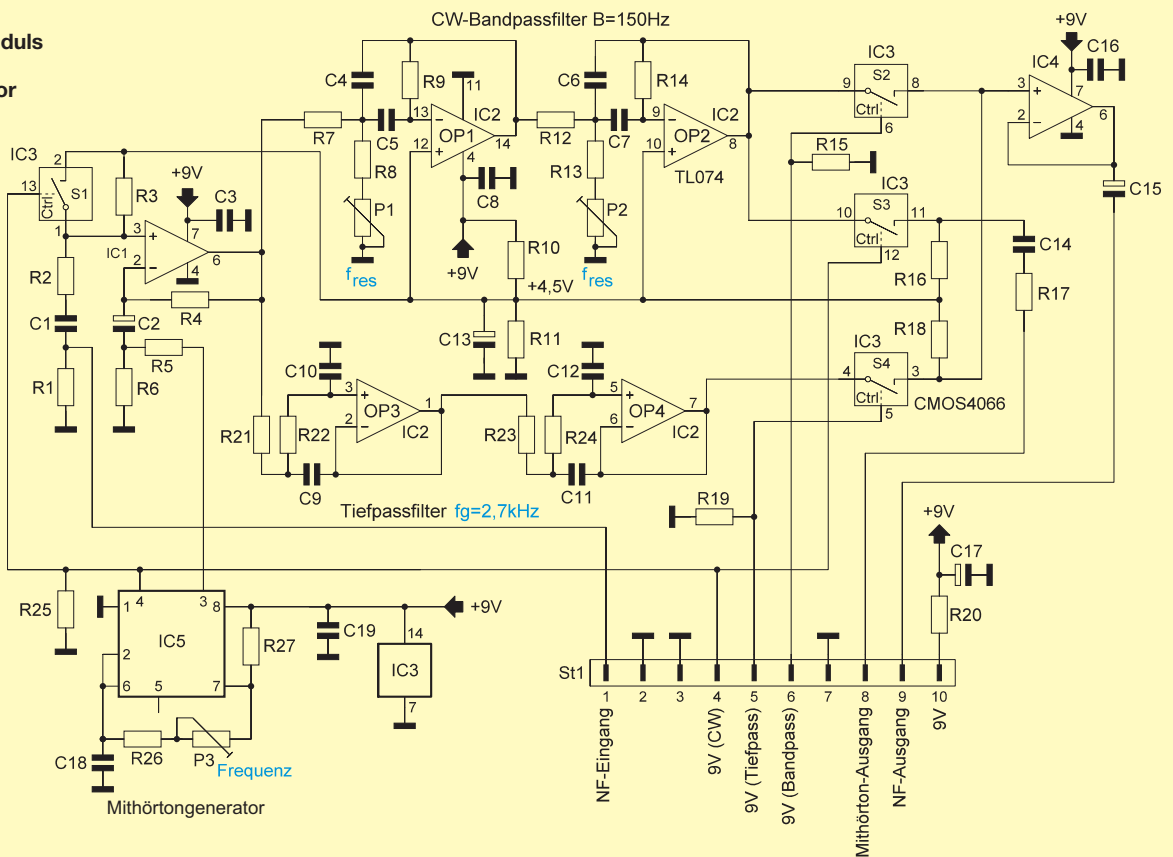 duls
or
CW-Bandpassfilter B=150Hz
+9V
IC3
IC4
C16
C4
R9
11
IC2
C6
R14
S2
9
8
Ctrl
6
3
7
6
2
4
R7
C5
13
OP1
12
14
4
R12
C7
9
OP2
10
8
IC2
TL074
R15
IC3
2
13
S1
Ctrl
1
R3
+9V
C3
R8
P1
fres
C8
+9V
R10
R13
P2
fres
C15
IC3
S3
10
11
Ctrl
12
C14
R2
3
7
IC1
2
6
4
+4,5V
R16
R17
C1
C2
R4
R5
R1
R6
C13
R11
R18
IC3
S4
4
3
Ctrl
5
CMOS4066
C10
3
OP3
1
2
IC2
C12
5
OP4
7
6
IC2
R21
R22
C9
R23
R24
C11
Tiefpassfilter fg=2,7kHz
R19
+9V
C17
R20
R25
1
4
3
8
IC5
2
6
5
7
R27
C19
+9V
14
IC3
7
C18
R26
P3
Frequenz
Mithörtongenerator
St1
1
2
3
4
5
6
7
8
9
10
NF-Eingang
9V (CW)
9V (Tiefpass)
9V (Bandpass)
Mithörton-Ausgang
NF-Ausgang
9V